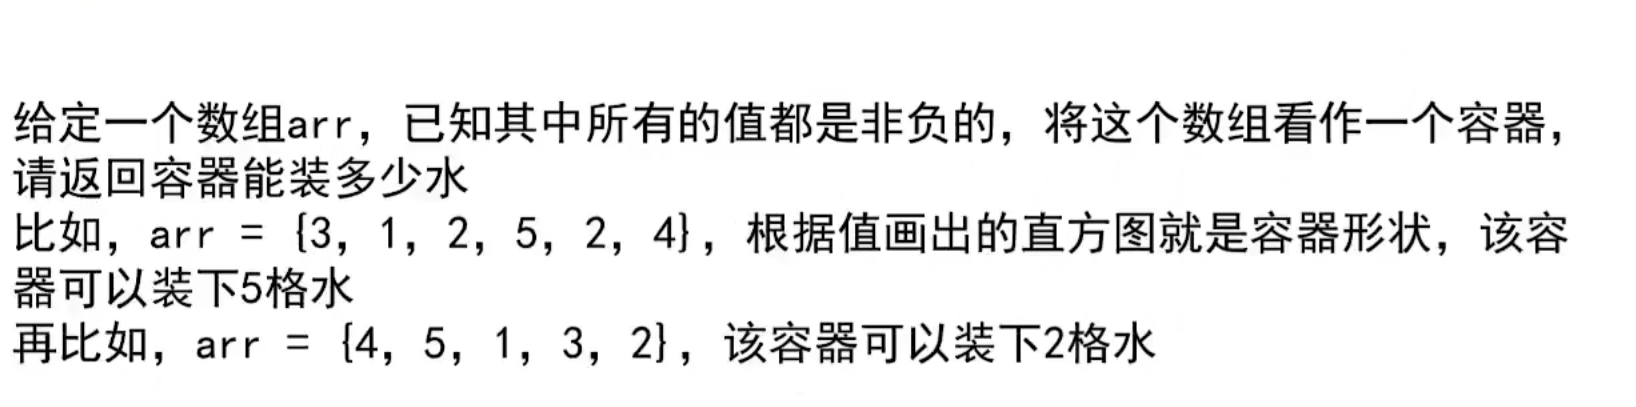 给定一个数组arr，已知其中所有的值都是非负的，将这个数组看作一个容器，
请返回容器能装多少水
比如，arr = {3, 1, 2, 5, 2, 4}，根据值画出的直方图就是容器形状，该容
器可以装下5格水
再比如，arr = {4, 5, 1, 3, 2}，该容器可以装下2格水